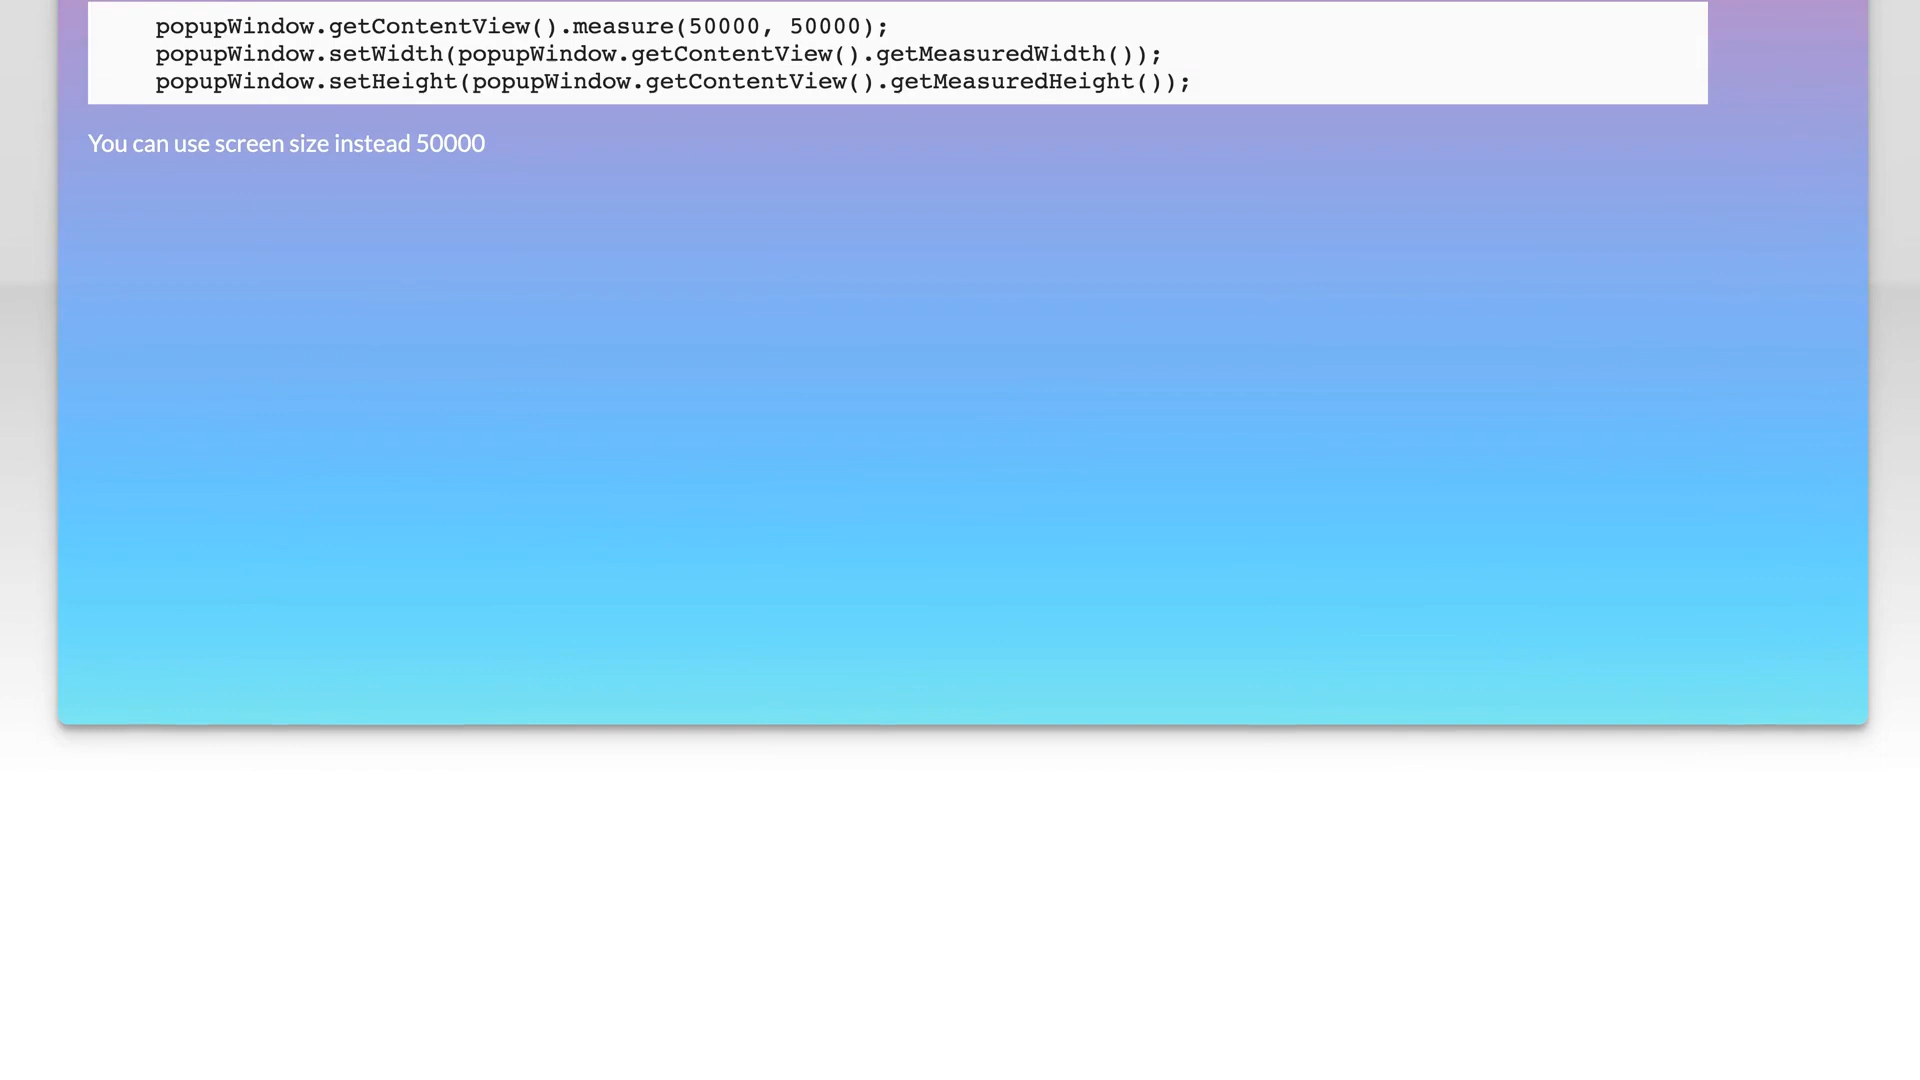 popupWindow.getContentView().measure(50000, 50000);
popupWindow.setWidth(popupWindow.getContentView().getMeasuredWidth());
popupWindow.setHeight(popupWindow.getContentView().getMeasuredHeight());
You can use screen size instead 50000